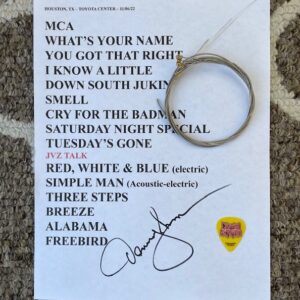 HOUSTON, TX - TOYOTA CENTER - 11/06/22
MCA
WHAT'S YOUR NAME
YOU GOT THAT RIGHT
I KNOW A LITTLE
DOWN SOUTH JUKIN
SMELL
CRY FOR THE BADMAN
SATURDAY NIGHT SPECIAL
TUESDAY'S GONE
JVZ TALK
RED, WHITE & BLUE (electric)
SIMPLE MAN (Acoustic-electric)
THREE STEPS
BREEZE
ALABAMA
FREEBIRD